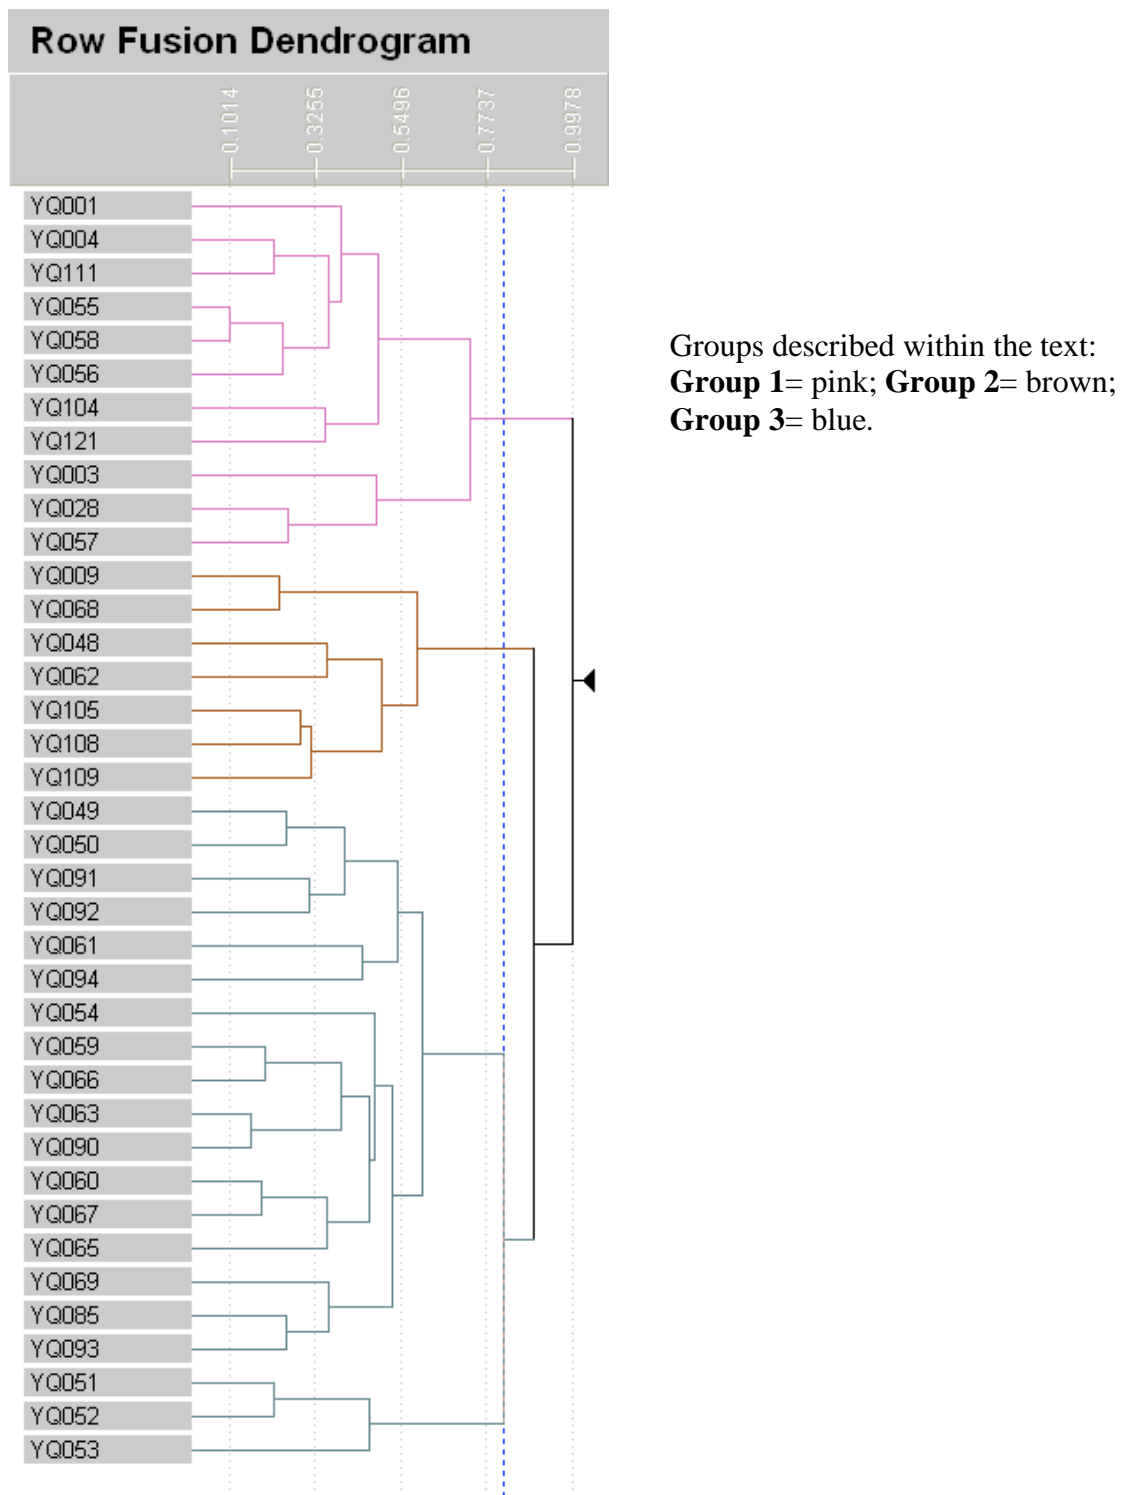 Row Fusion Dendrogram
0.1014
0.3255
0.5496
0.7737
0.9978
YQ001
YQ004
YQ111
YQ055
YQ058
YQ056
YQ104
YQ121
YQ003
YQ028
YQ057
YQ009
YQ068
YQ048
YQ062
YQ105
YQ108
YQ109
YQ049
YQ050
YQ091
YQ092
YQ061
YQ094
YQ054
YQ059
YQ066
YQ063
YQ090
YQ060
YQ067
YQ065
YQ069
YQ085
YQ093
YQ051
YQ052
YQ053
Groups described within the text:
Group 1= pink; Group 2= brown;
Group 3= blue.